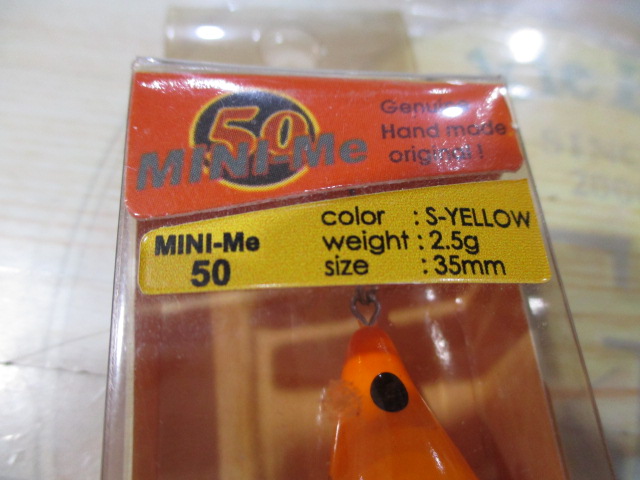 50
MINI-Me
Genuine
Hand made
original !
MINI-Me
50
color : S-YELLOW
weight : 2.5g
size : 35mm